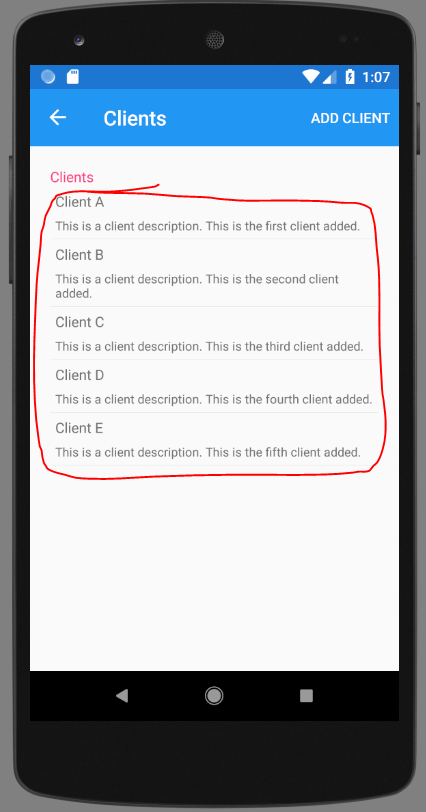 1:07
Clients
ADD CLIENT
Clients
Client A
This is a client description. This is the first client added.
Client B
This is a client description. This is the second client
added.
Client C
This is a client description. This is the third client added.
Client D
This is a client description. This is the fourth client added.
Client E
This is a client description. This is the fifth client added.